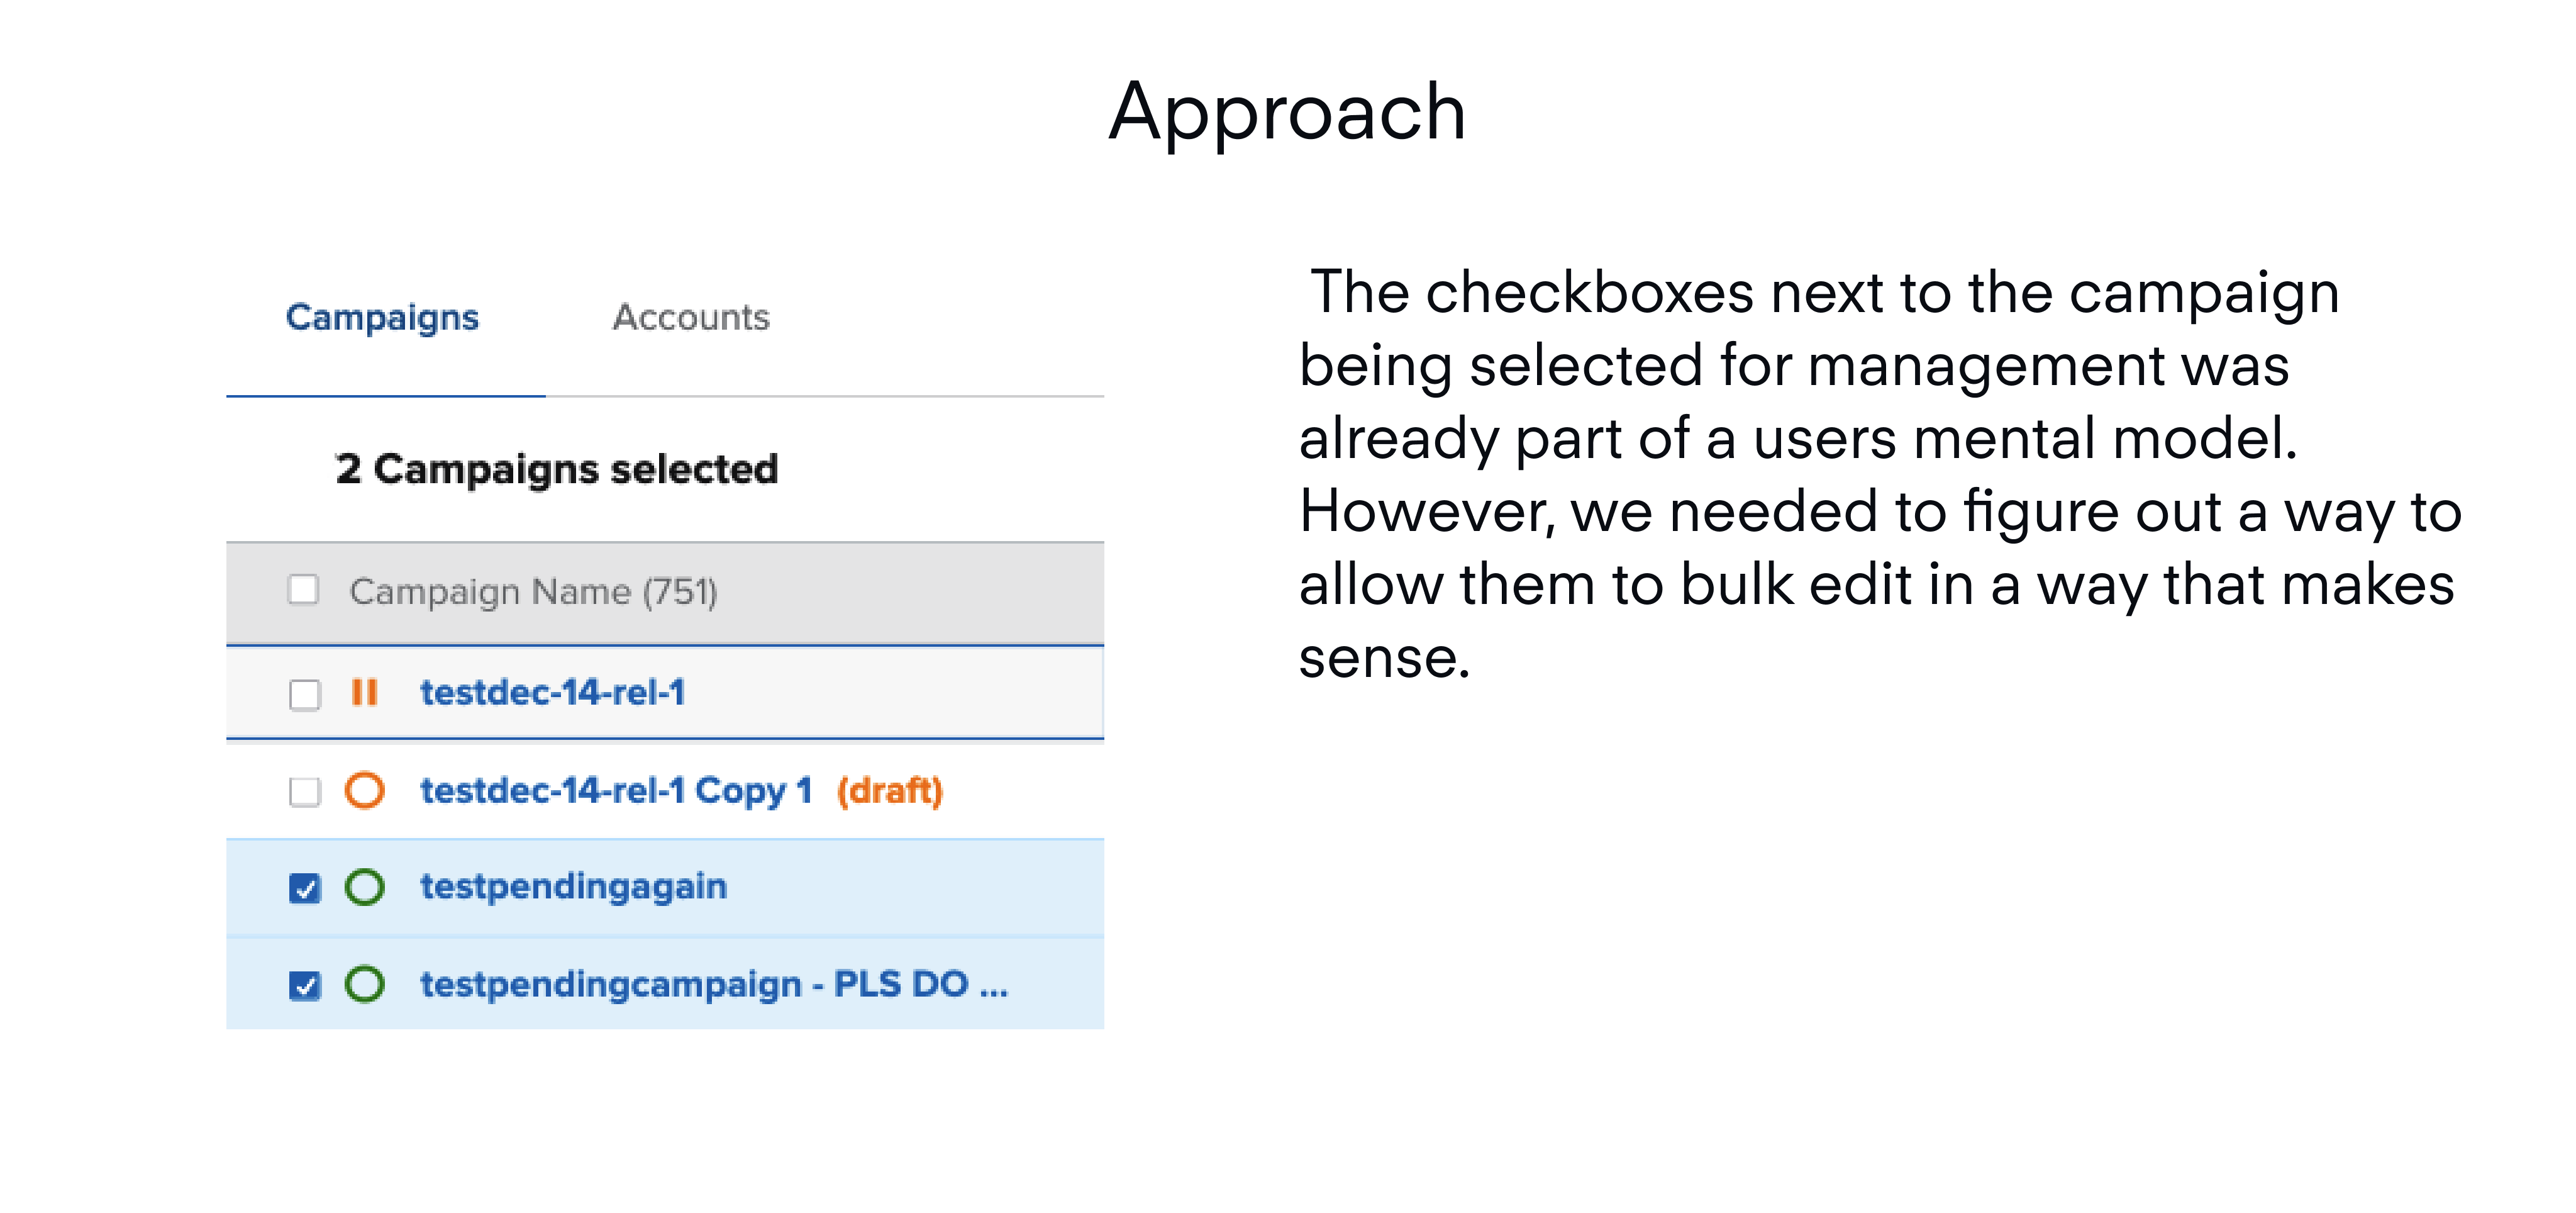 Approach
Campaigns Accounts
2 Campaigns selected
Campaign Name (751)
testdec-14-rel-1
testdec-14-rel-1 Copy 1 (draft)
testpendingagain
testpendingcampaign - PLS DO ...
The checkboxes next to the campaign
being selected for management was
already part of a users mental model.
However, we needed to figure out a way to
allow them to bulk edit in a way that makes
sense.